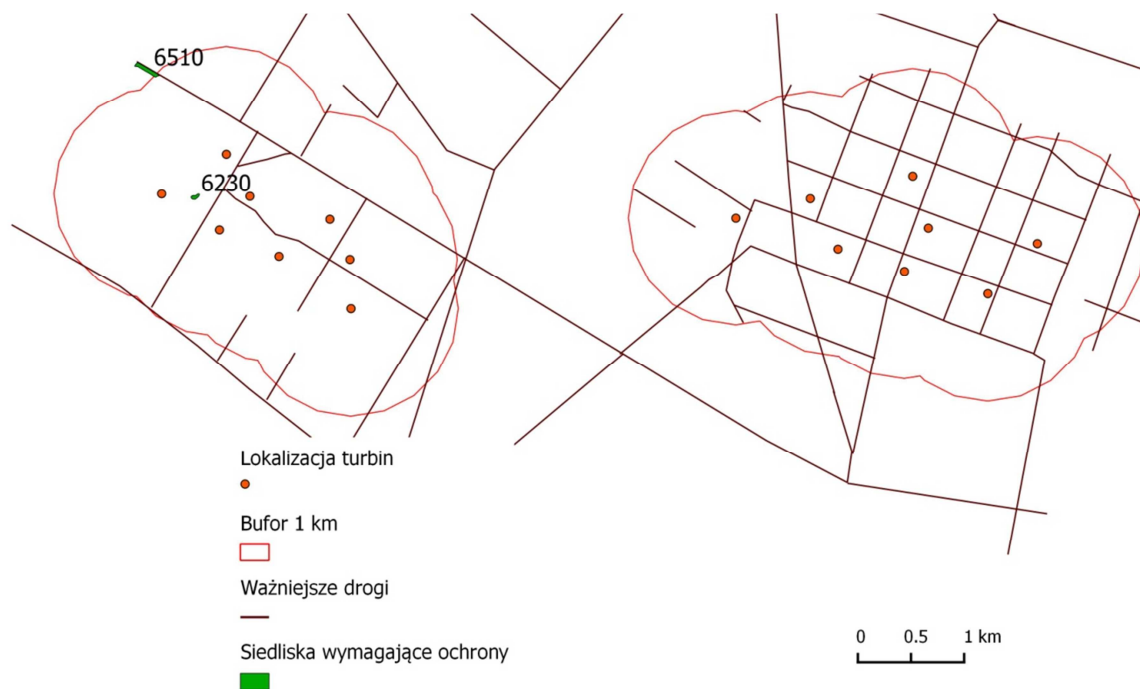 6510
6230
Lokalizacja turbin
Bufor 1 km
Ważniejsze drogi
Siedliska wymagające ochrony
0 0.5 1 km